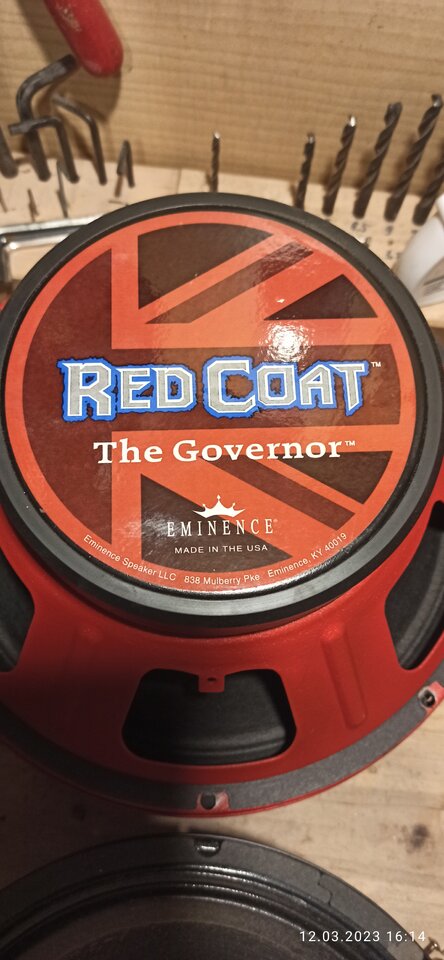 RED COAT™
The Governor™
EMINENCE®
MADE IN THE USA
Eminence Speaker LLC 838 Mulberry Pke Eminence, KY 40019
12.03.2023 16:14